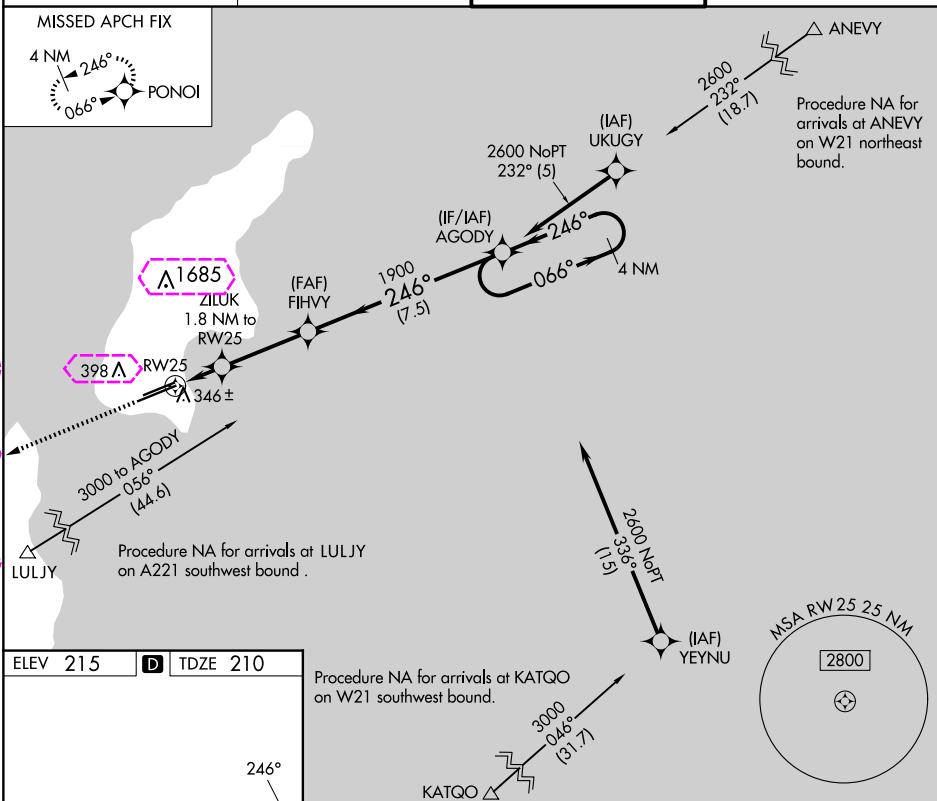 MISSED APCH FIX
4 NM
246°
066°
PONOI
ANEVY
2600
232°
(18.7)
Procedure NA for
arrivals at ANEVY
on W21 northeast
bound.
(IAF)
UKUGY
2600 NoPT
232° (5)
(IF/IAF)
AGODY
246°
066°
4 NM
1900
246°
(7.5)
(FAF)
FIHVY
1685
ZILUK
1.8 NM to
RW25
398
RW25
346 ±
3000 to AGODY
056°
(44.6)
LULJY
Procedure NA for arrivals at LULJY
on A221 southwest bound .
2600 NoPT
336°
(15)
(IAF)
YEYNU
MSA RW 25 25 NM
2800
ELEV 215 D TDZE 210
246°
Procedure NA for arrivals at KATQO
on W21 southwest bound.
3000
046°
(31.7)
KATQO